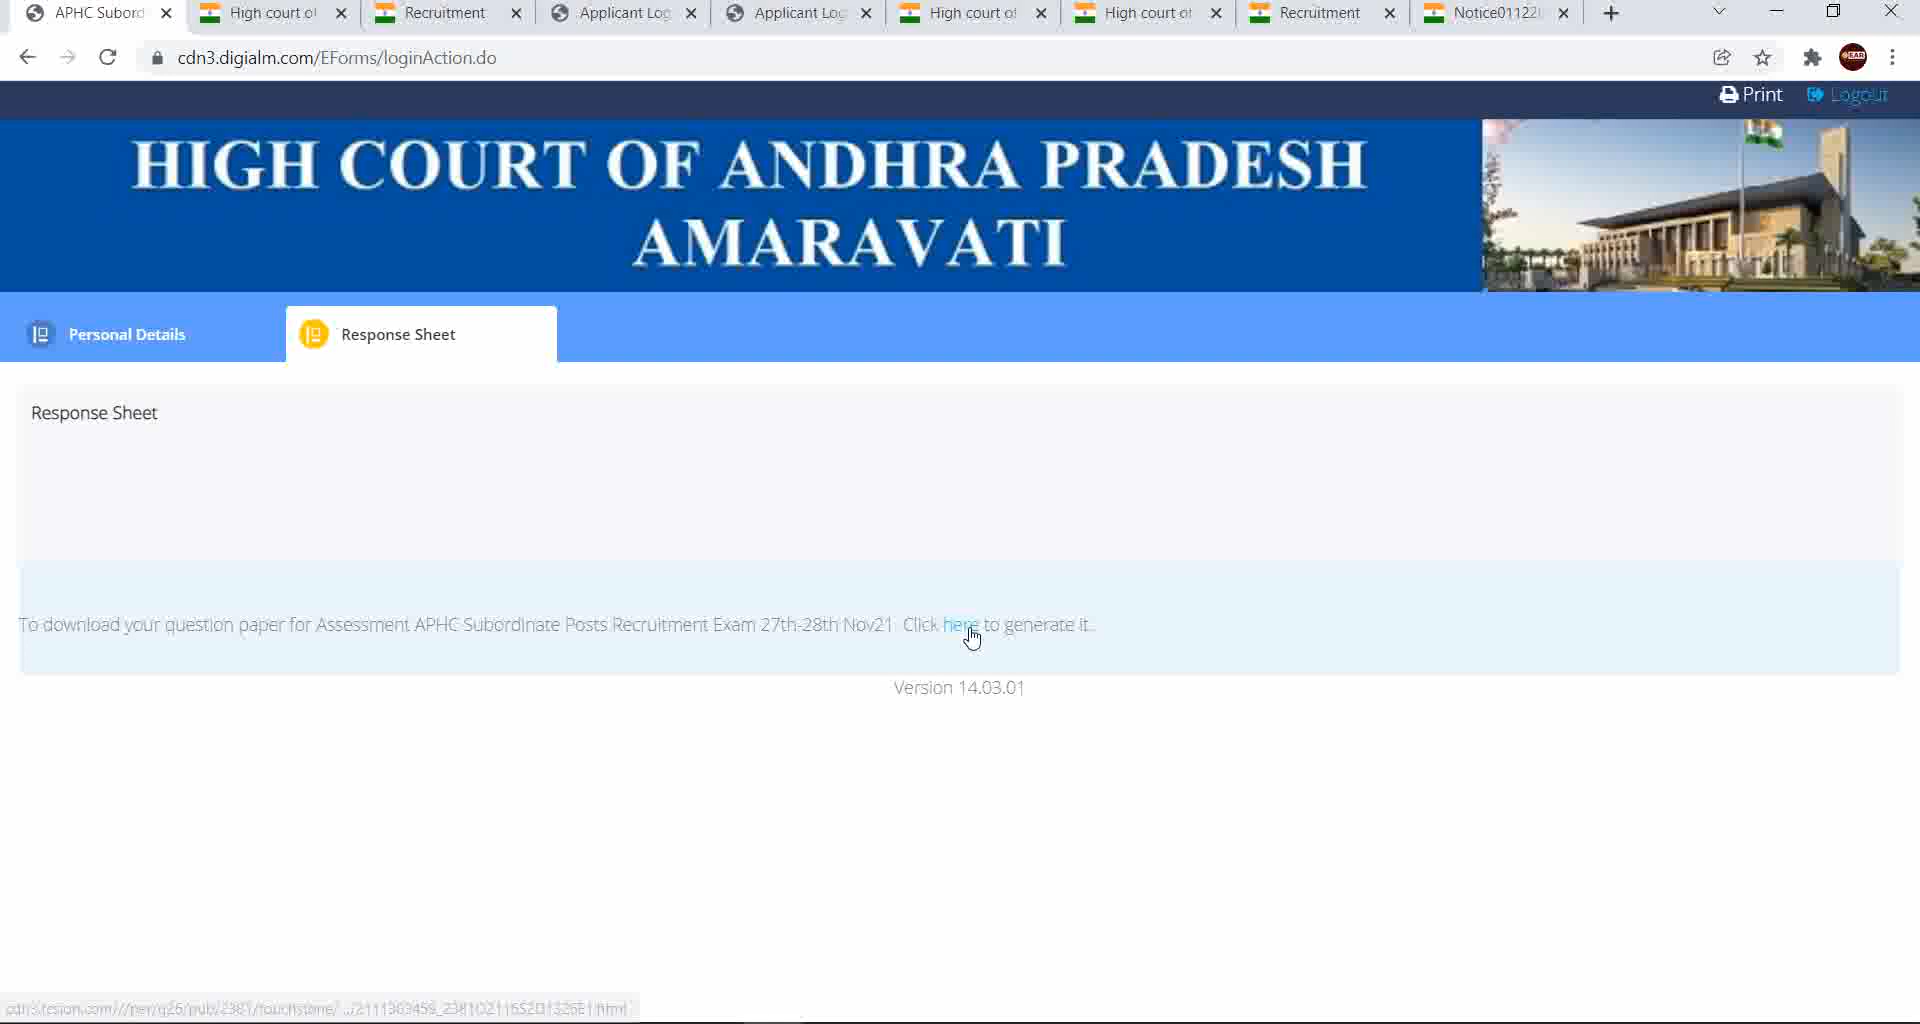 APHC Subord
High court of
Recruitment
Applicant Log
Applicant Log
High court of
High court of
Recruitment
Notice01122
cdn3.digialm.com/EForms/loginAction.do
Print Logout
HIGH COURT OF ANDHRA PRADESH
AMARAVATI
Personal Details
Response Sheet
Response Sheet
To download your question paper for Assessment APHC Subordinate Posts Recruitment Exam 27th-28th Nov21 Click here to generate it..
Version 14.03.01